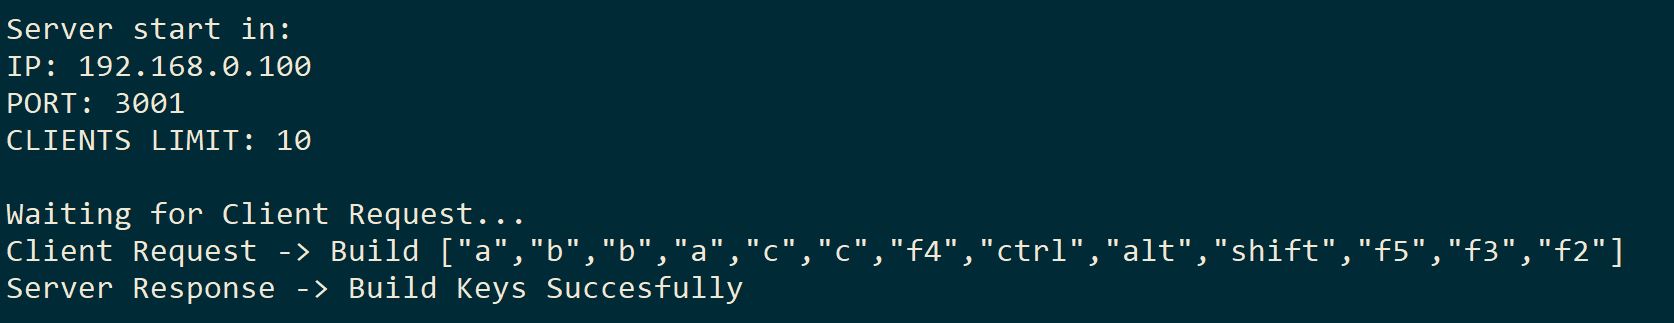 Server start in:
IP: 192.168.0.100
PORT: 3001
CLIENTS LIMIT: 10
Waiting for Client Request...
Client Request -> Build ["a","b","b","a","c","c","f4","ctrl","alt","shift","f5","f3","f2"]
Server Response -> Build Keys Succesfully